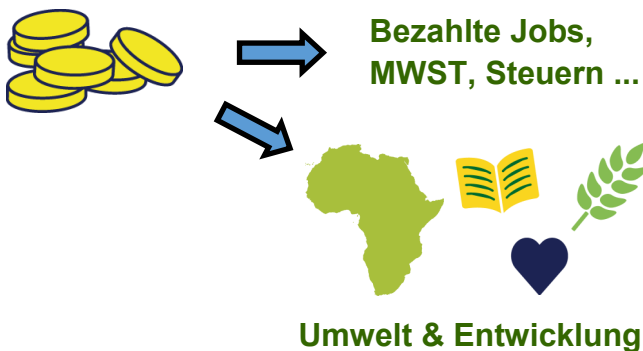 Bezahlte Jobs,
MWST, Steuern ...
Umwelt & Entwicklung